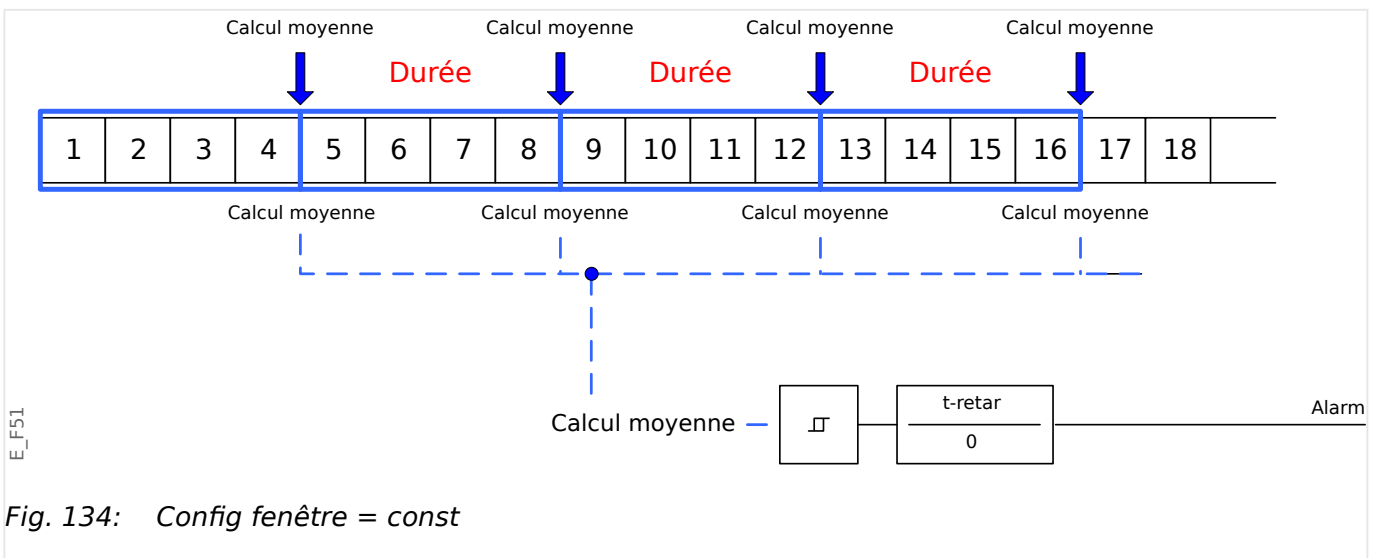 Calcul moyenne Calcul moyenne Calcul moyenne Calcul moyenne
Durée Durée Durée
1 2 3 4 5 6 7 8 9 10 11 12 13 14 15 16 17 18
Calcul moyenne Calcul moyenne Calcul moyenne Calcul moyenne
Calcul moyenne
t-retar
0
Alarm
E_F51
Fig. 134: Config fenêtre = const